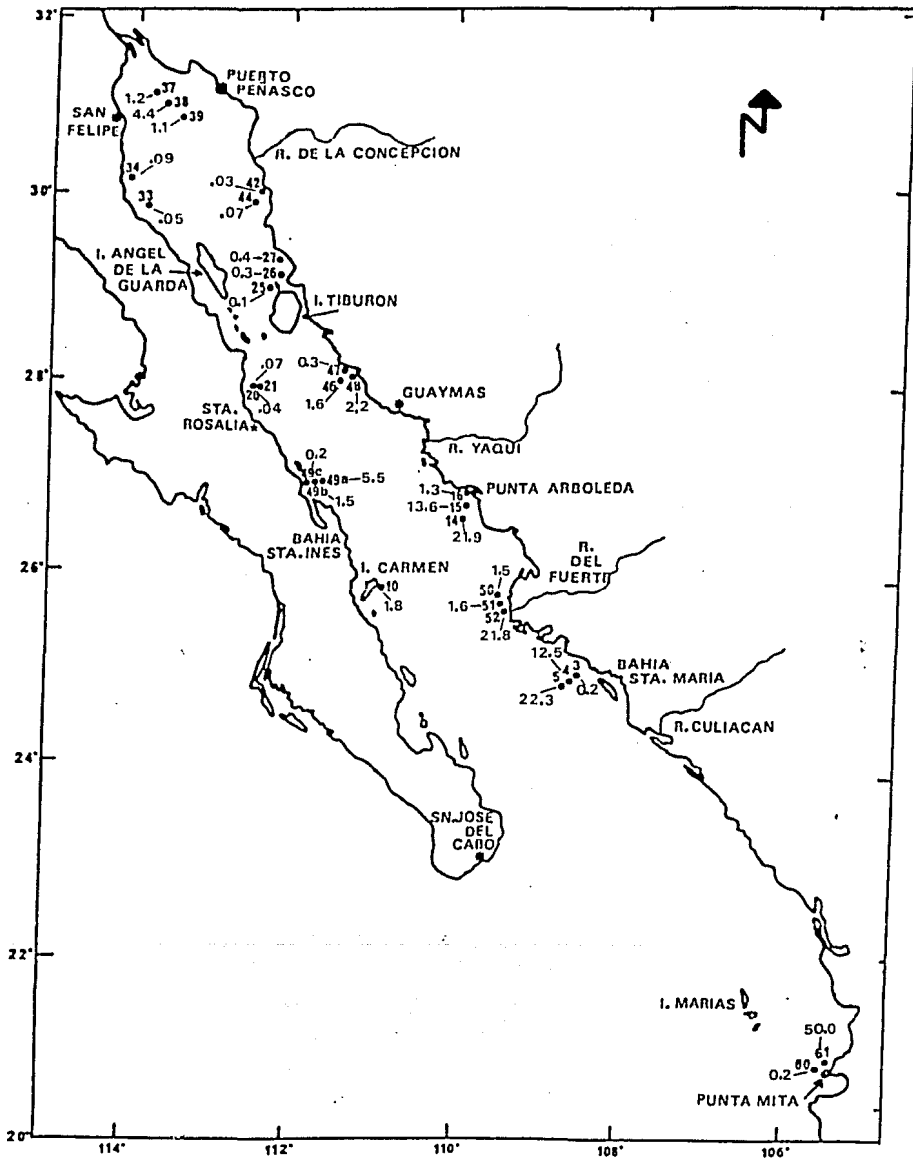 32°
1.2 37
4.4 38
1.1 39
PUERTO
PEÑASCO
SAN
FELIPE
R. DE LA CONCEPCION
34 .09
33
.05
30°
.03 42
44
.07
I. ANGEL
DE LA
GUARDA
0.4 27
0.3 26
25
0.1
I. TIBURON
28°
.07
20 21
.04
STA.
ROSALIA
0.3 47
46 48
1.6 2.2
GUAYMAS
R. YAQUI
0.2
49c
49a 5.5
49b
1.5
BAHIA
STA. INES
1.3 16
13.6 15
14
21.9
PUNTA ARBOLEDA
26°
I. CARMEN
10
1.8
R.
DEL
FUERTE
1.5
50
1.6 51
52
21.8
12.5
5 4 3
22.3 0.2
BAHIA
STA. MARIA
R. CULIACAN
24°
SN. JOSE
DEL
CABO
22°
I. MARIAS
50.0
61
0.2 60
PUNTA MITA
20°
114° 112° 110° 108° 106°